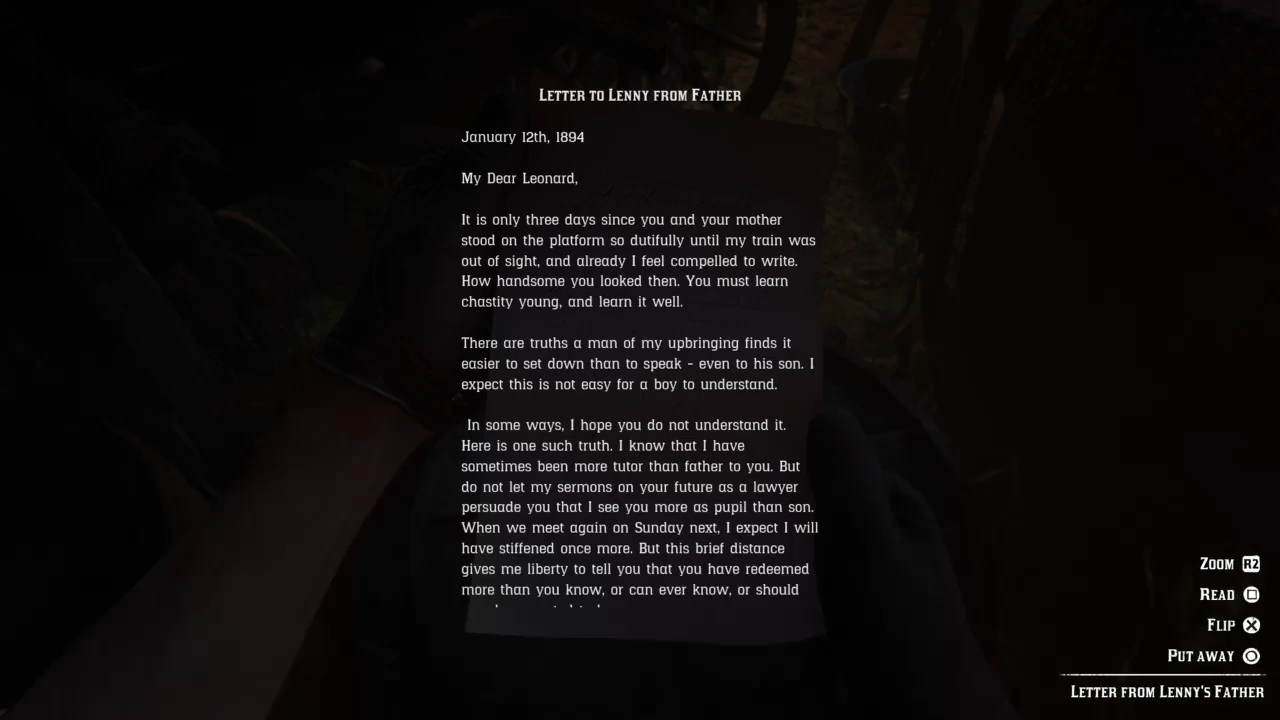 Letter to Lenny from Father
January 12th, 1894
My Dear Leonard,
It is only three days since you and your mother
stood on the platform so dutifully until my train was
out of sight, and already I feel compelled to write.
How handsome you looked then. You must learn
chastity young, and learn it well.
There are truths a man of my upbringing finds it
easier to set down than to speak - even to his son. I
expect this is not easy for a boy to understand.
In some ways, I hope you do not understand it.
Here is one such truth. I know that I have
sometimes been more tutor than father to you. But
do not let my sermons on your future as a lawyer
persuade you that I see you more as pupil than son.
When we meet again on Sunday next, I expect I will
have stiffened once more. But this brief distance
gives me liberty to tell you that you have redeemed
more than you know, or can ever know, or should
Zoom R2
Read
Flip
Put away
Letter from Lenny's Father